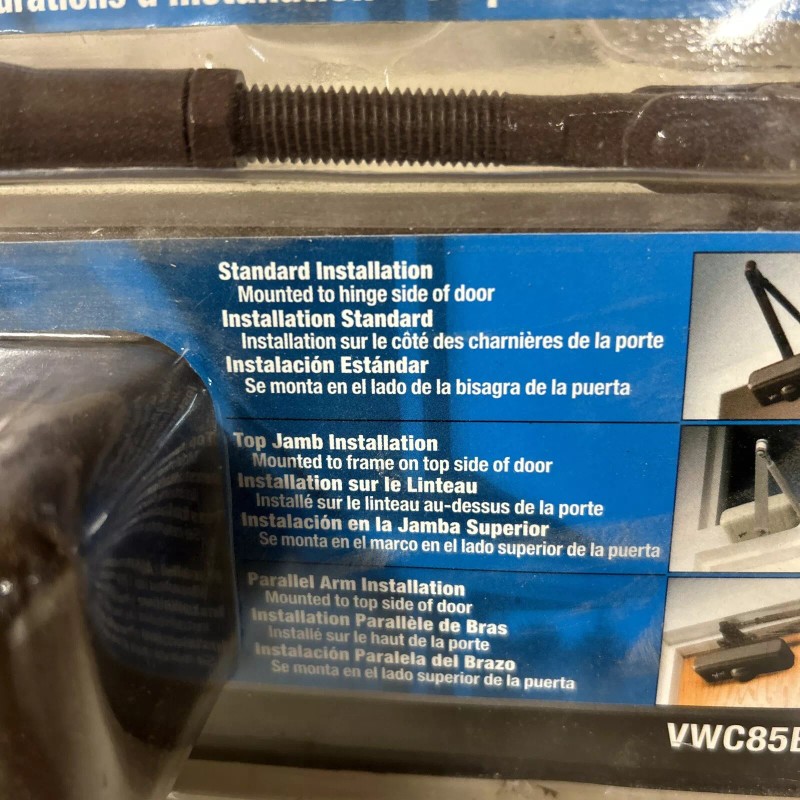 d'installation
Standard Installation
Mounted to hinge side of door
Installation Standard
Installation sur le côté des charnières de la porte
Instalación Estándar
Se monta en el lado de la bisagra de la puerta
Top Jamb Installation
Mounted to frame on top side of door
Installation sur le Linteau
Installé sur le linteau au-dessus de la porte
Instalación en la Jamba Superior
Se monta en el marco en el lado superior de la puerta
Parallel Arm Installation
Mounted to top side of door
Installation Parallèle de Bras
Installé sur le haut de la porte
Instalación Paralela del Brazo
Se monta en el lado superior de la puerta
VWC85